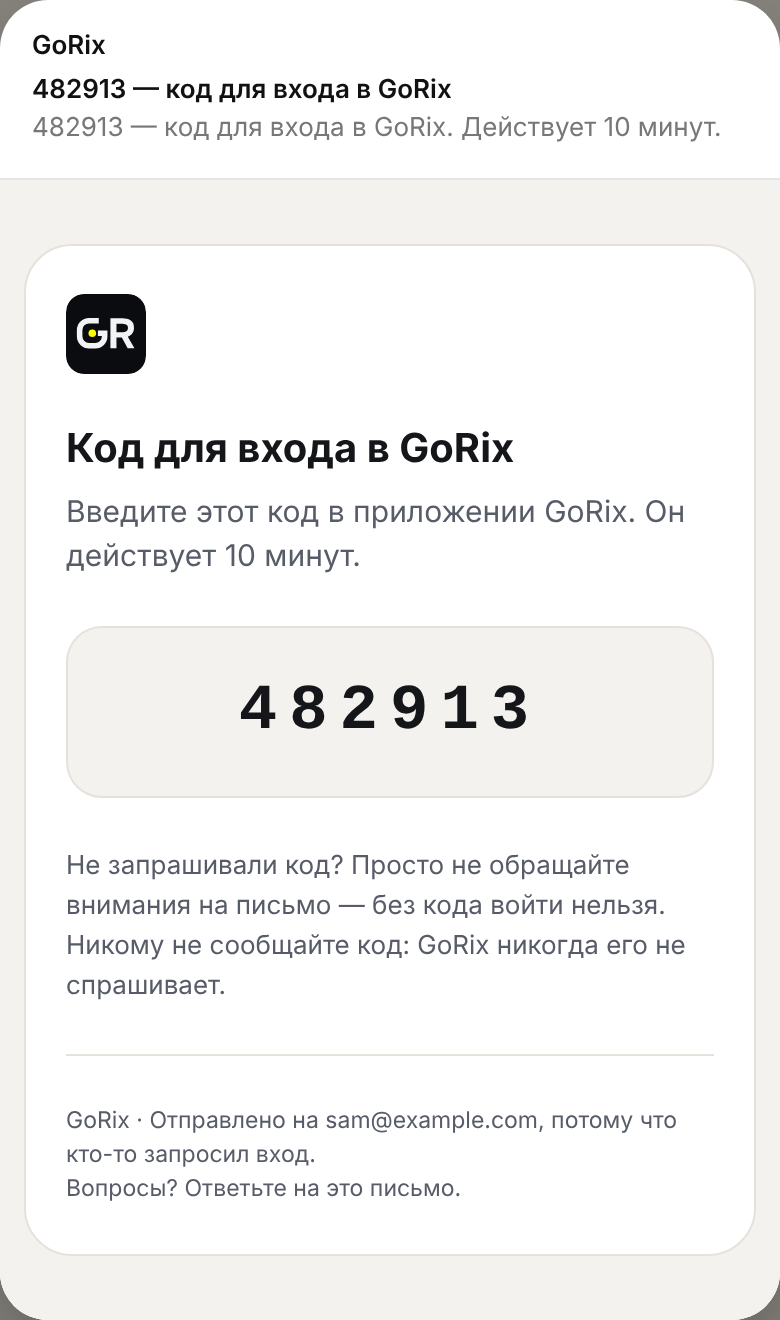 GoRix
482913 — код для входа в GoRix
482913 — код для входа в GoRix. Действует 10 минут.
GR
Код для входа в GoRix
Введите этот код в приложении GoRix. Он
действует 10 минут.
482913
Не запрашивали код? Просто не обращайте
внимания на письмо — без кода войти нельзя.
Никому не сообщайте код: GoRix никогда его не
спрашивает.
GoRix · Отправлено на sam@example.com, потому что
кто-то запросил вход.
Вопросы? Ответьте на это письмо.